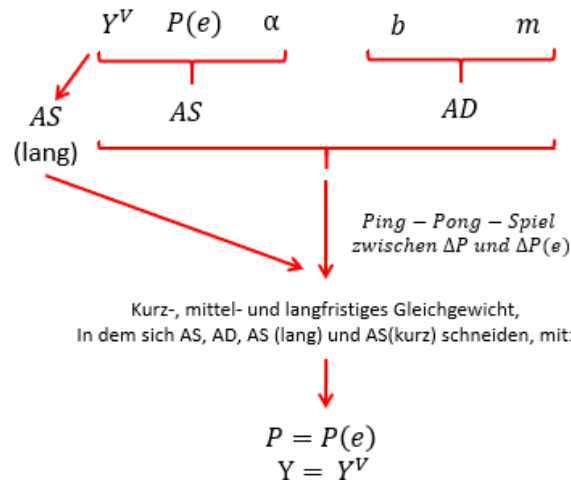 Y^V P(e) α b m
AS AS AD
(lang)
Ping − Pong − Spiel
zwischen ΔP und ΔP(e)
Kurz-, mittel- und langfristiges Gleichgewicht,
In dem sich AS, AD, AS (lang) und AS(kurz) schneiden, mit:
P = P(e)
Y = Y^V